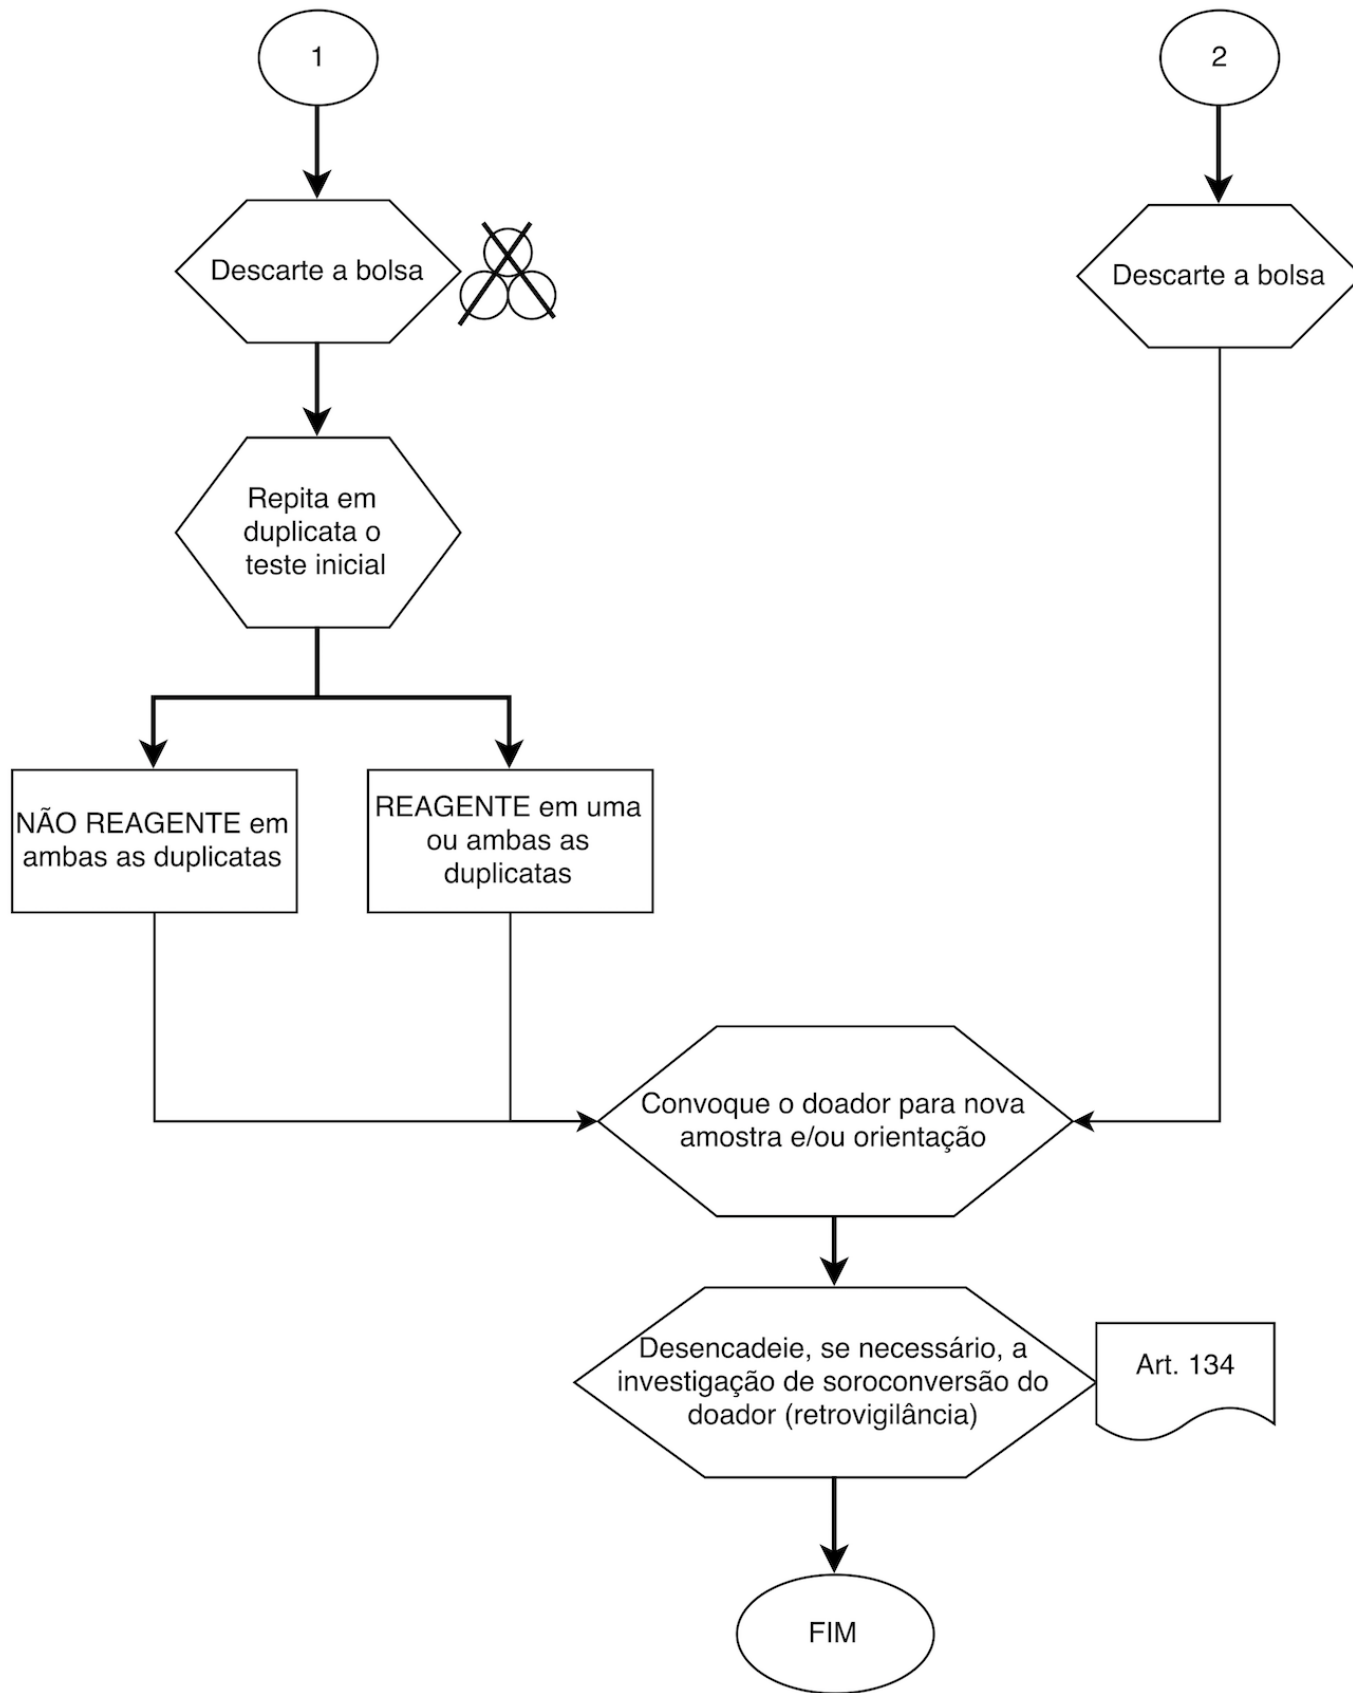 1
2
Descarte a bolsa
Descarte a bolsa
Repita em
duplicata o
teste inicial
NÃO REAGENTE em
ambas as duplicatas
REAGENTE em uma
ou ambas as
duplicatas
Convoque o doador para nova
amostra e/ou orientação
Desencadeie, se necessário, a
investigação de soroconversão do
doador (retrovigilância)
Art. 134
FIM